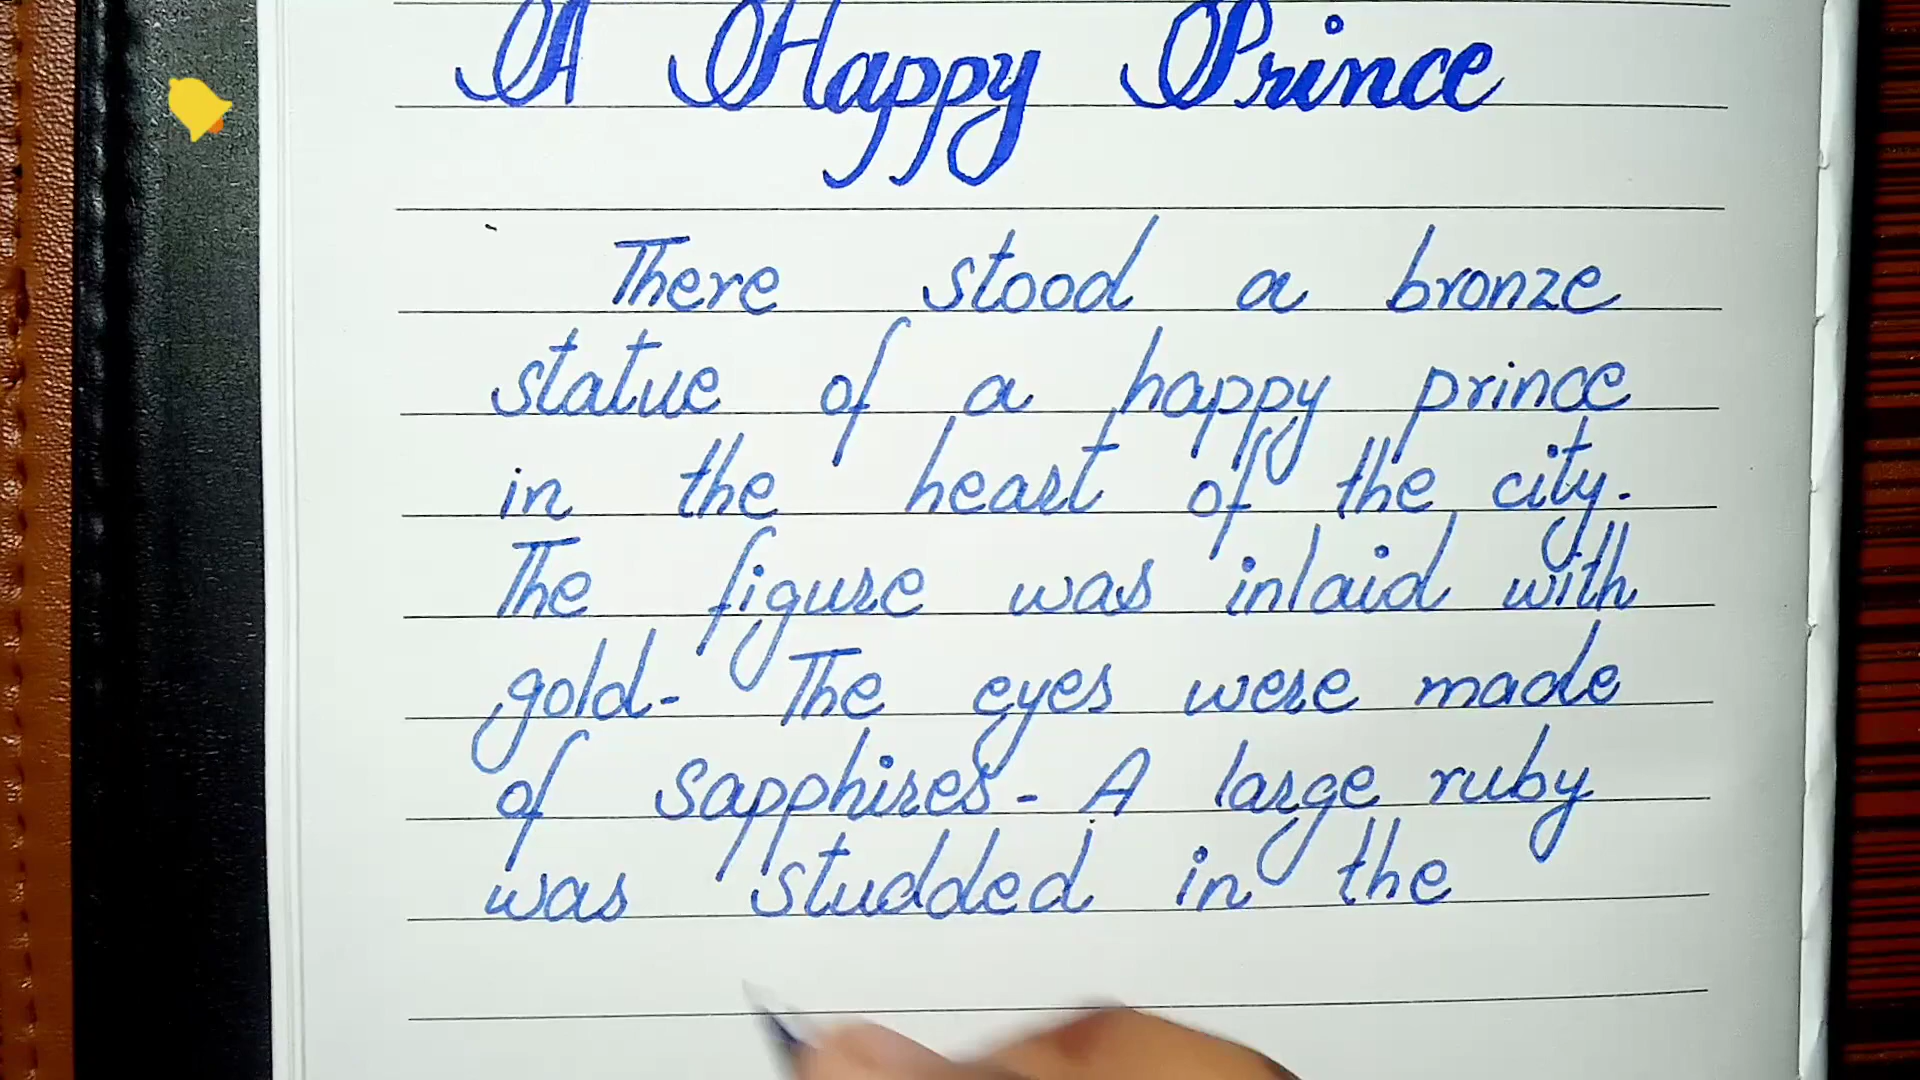 A Happy Prince
There stood a bronze
statue of a happy prince
in the heart of the city.
The figure was inlaid with
gold. The eyes were made
of sapphires. A large ruby
was studded in the